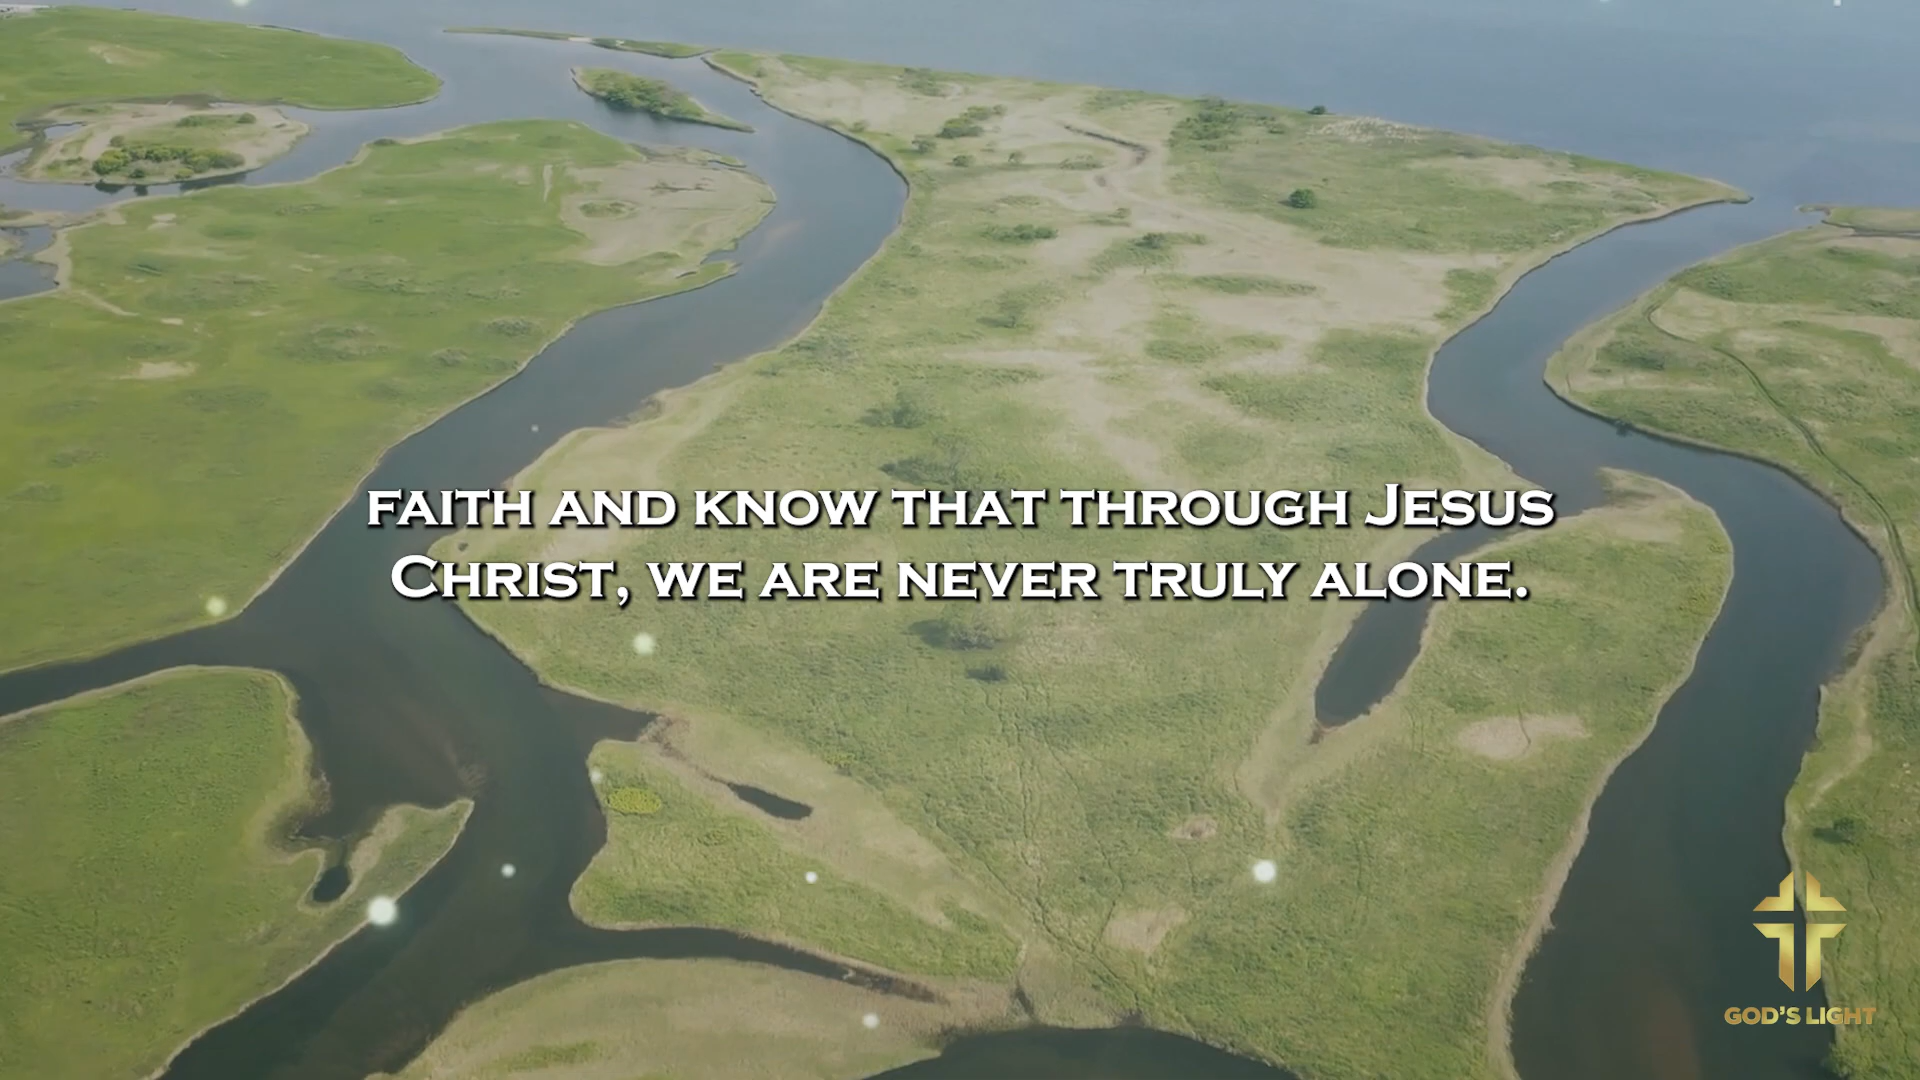 faith and know that through Jesus
Christ, we are never truly alone.
GOD'S LIGHT